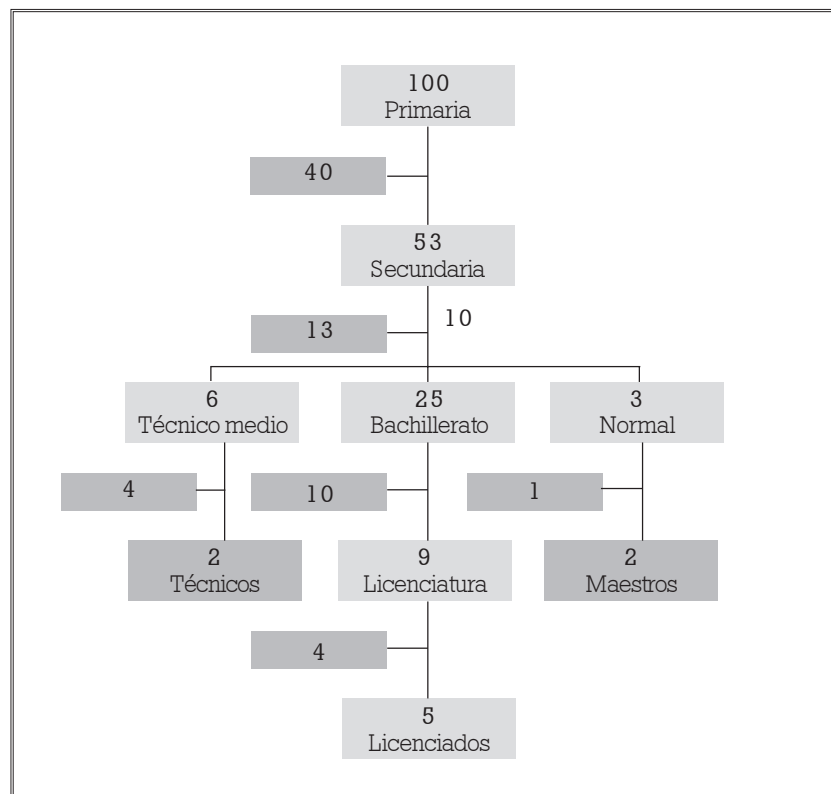 100
Primaria
40
53
Secundaria
13
10
6
Técnico medio
25
Bachillerato
3
Normal
4
10
1
2
Técnicos
9
Licenciatura
2
Maestros
4
5
Licenciados